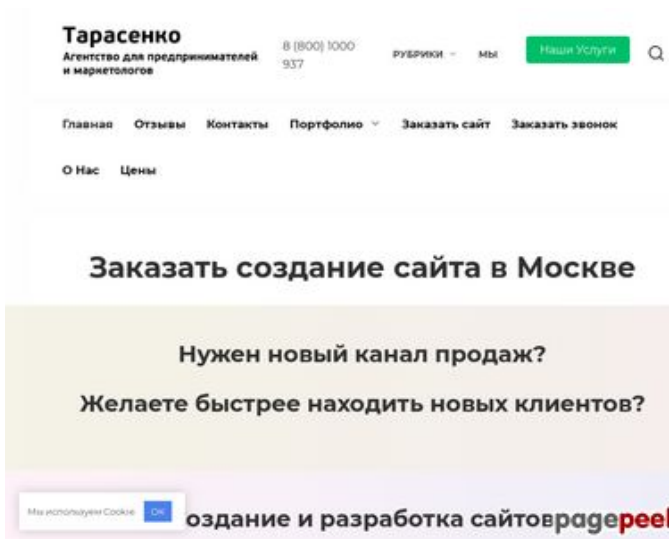 Тарасенко
Агентство для предпринимателей
и маркетологов
8 (800) 1000
937
РУБРИКИ
МЫ
Наши Услуги
Главная Отзывы Контакты Портфолио Заказать сайт Заказать звонок
О Нас Цены
Заказать создание сайта в Москве
Нужен новый канал продаж?
Желаете быстрее находить новых клиентов?
Мы используем Cookie OK
оздание и разработка сайтов
pagepeel